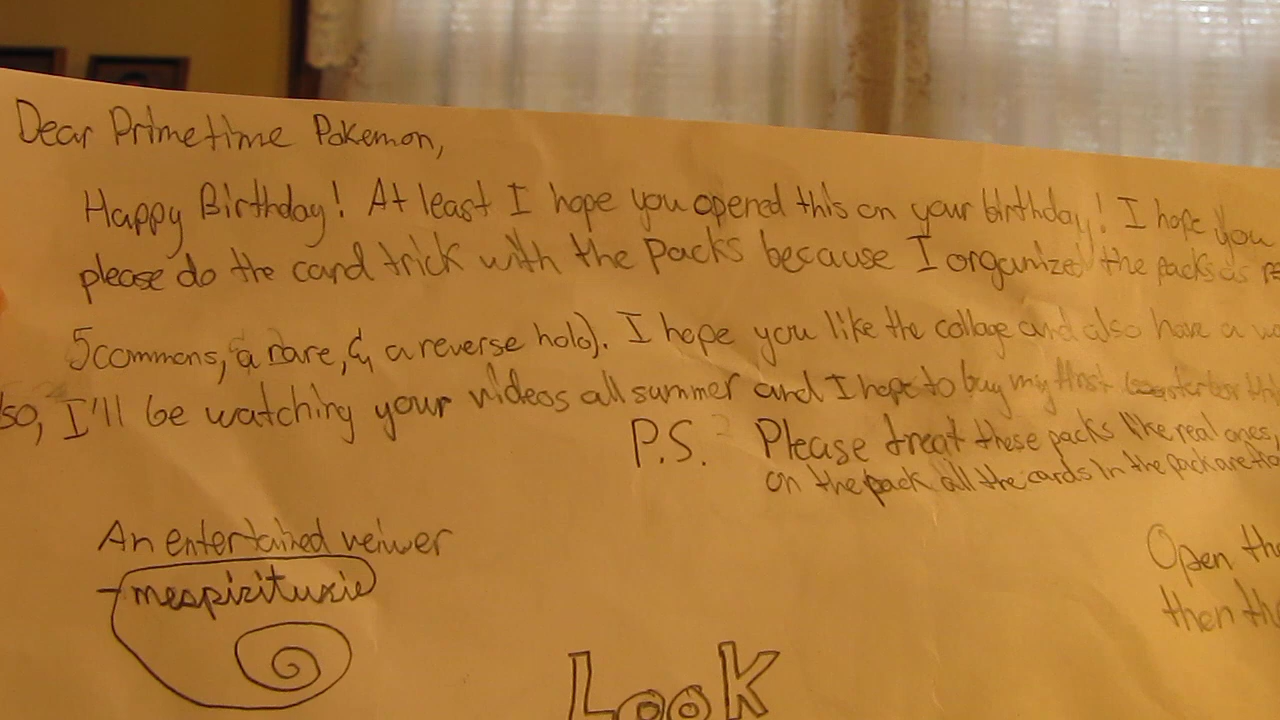 Dear Primetime Pokemon,
Happy Birthday! At least I hope you opened this on your birthday! I hope you
please do the card trick with the packs because I organized the packs as
5 commons, a rare, & a reverse holo). I hope you like the collage and also have a
so, I'll be watching your videos all summer and I hope to buy my first
P.S. Please treat these packs like real ones,
on the pack all the cards in the pack are
An entertained veiwer
-mespirituxie
Open the
then the
Look